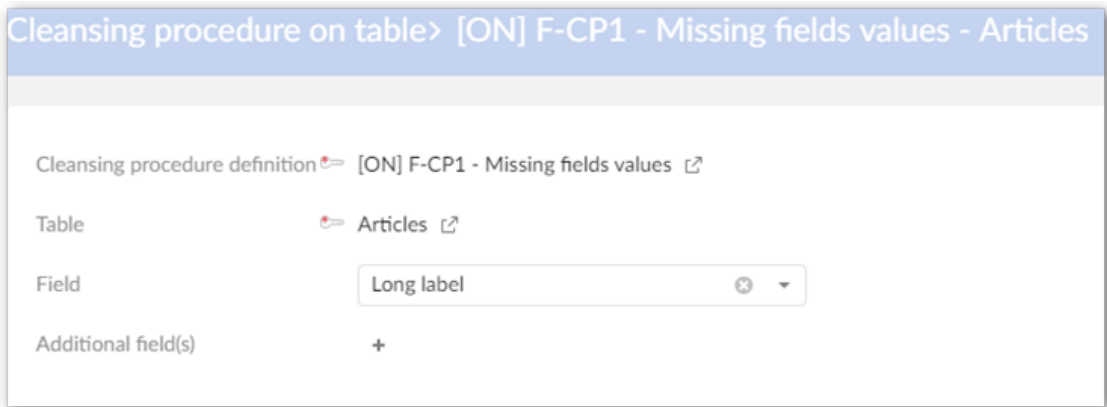 Cleansing procedure on table> [ON] F-CP1 - Missing fields values - Articles
Cleansing procedure definition [ON] F-CP1 - Missing fields values
Table Articles
Field Long label
Additional field(s) +